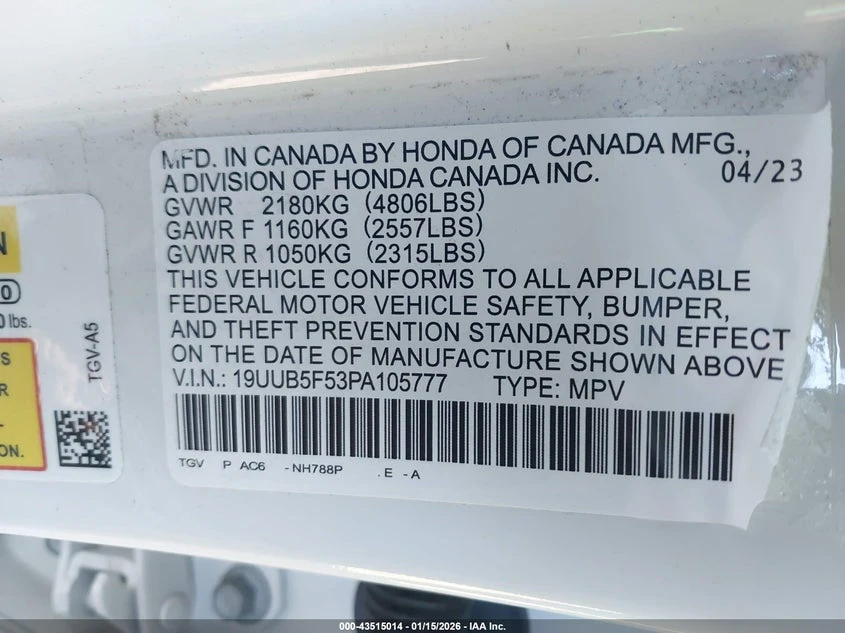 MFD. IN CANADA BY HONDA OF CANADA MFG.,
A DIVISION OF HONDA CANADA INC. 04/23
GVWR 2180KG (4806LBS)
GAWR F 1160KG (2557LBS)
GVWR R 1050KG (2315LBS)
THIS VEHICLE CONFORMS TO ALL APPLICABLE
FEDERAL MOTOR VEHICLE SAFETY, BUMPER,
AND THEFT PREVENTION STANDARDS IN EFFECT
ON THE DATE OF MANUFACTURE SHOWN ABOVE
V.I.N.: 19UUB5F53PA105777 TYPE: MPV
TGV P AC6 -NH788P .E -A
TGV-A5
lbs.
ON.
000-43515014 - 01/15/2026 - IAA Inc.